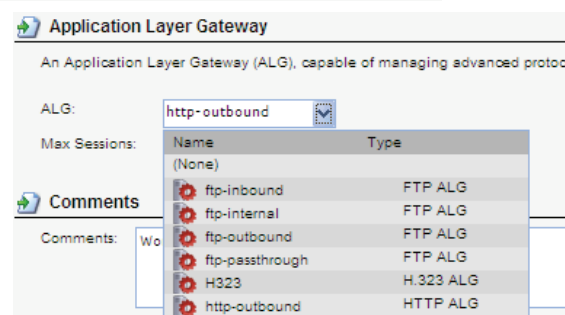 Application Layer Gateway
An Application Layer Gateway (ALG), capable of managing advanced protoc
ALG: http-outbound
Max Sessions:
Name Type
(None)
ftp-inbound FTP ALG
ftp-internal FTP ALG
ftp-outbound FTP ALG
ftp-passthrough FTP ALG
H323 H.323 ALG
http-outbound HTTP ALG
Comments
Comments: Wo